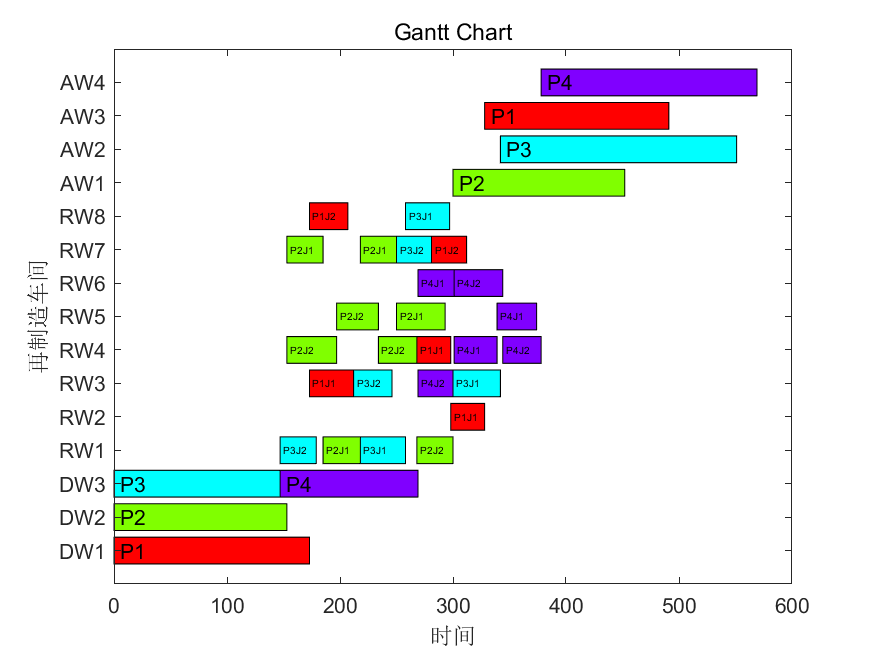 Gantt Chart
AW4 P4
AW3 P1
AW2 P3
AW1 P2
RW8 P1J2 P3J1
RW7 P2J1 P2J1 P3J2 P1J2
RW6 P4J1 P4J2
RW5 P2J2 P2J1 P4J1
RW4 P2J2 P2J2 P1J1 P4J1 P4J2
RW3 P1J1 P3J2 P4J2 P3J1
RW2 P1J1
RW1 P3J2 P2J1 P3J1 P2J2
DW3 P3 P4
DW2 P2
DW1 P1
再制造车间
0 100 200 300 400 500 600
时间